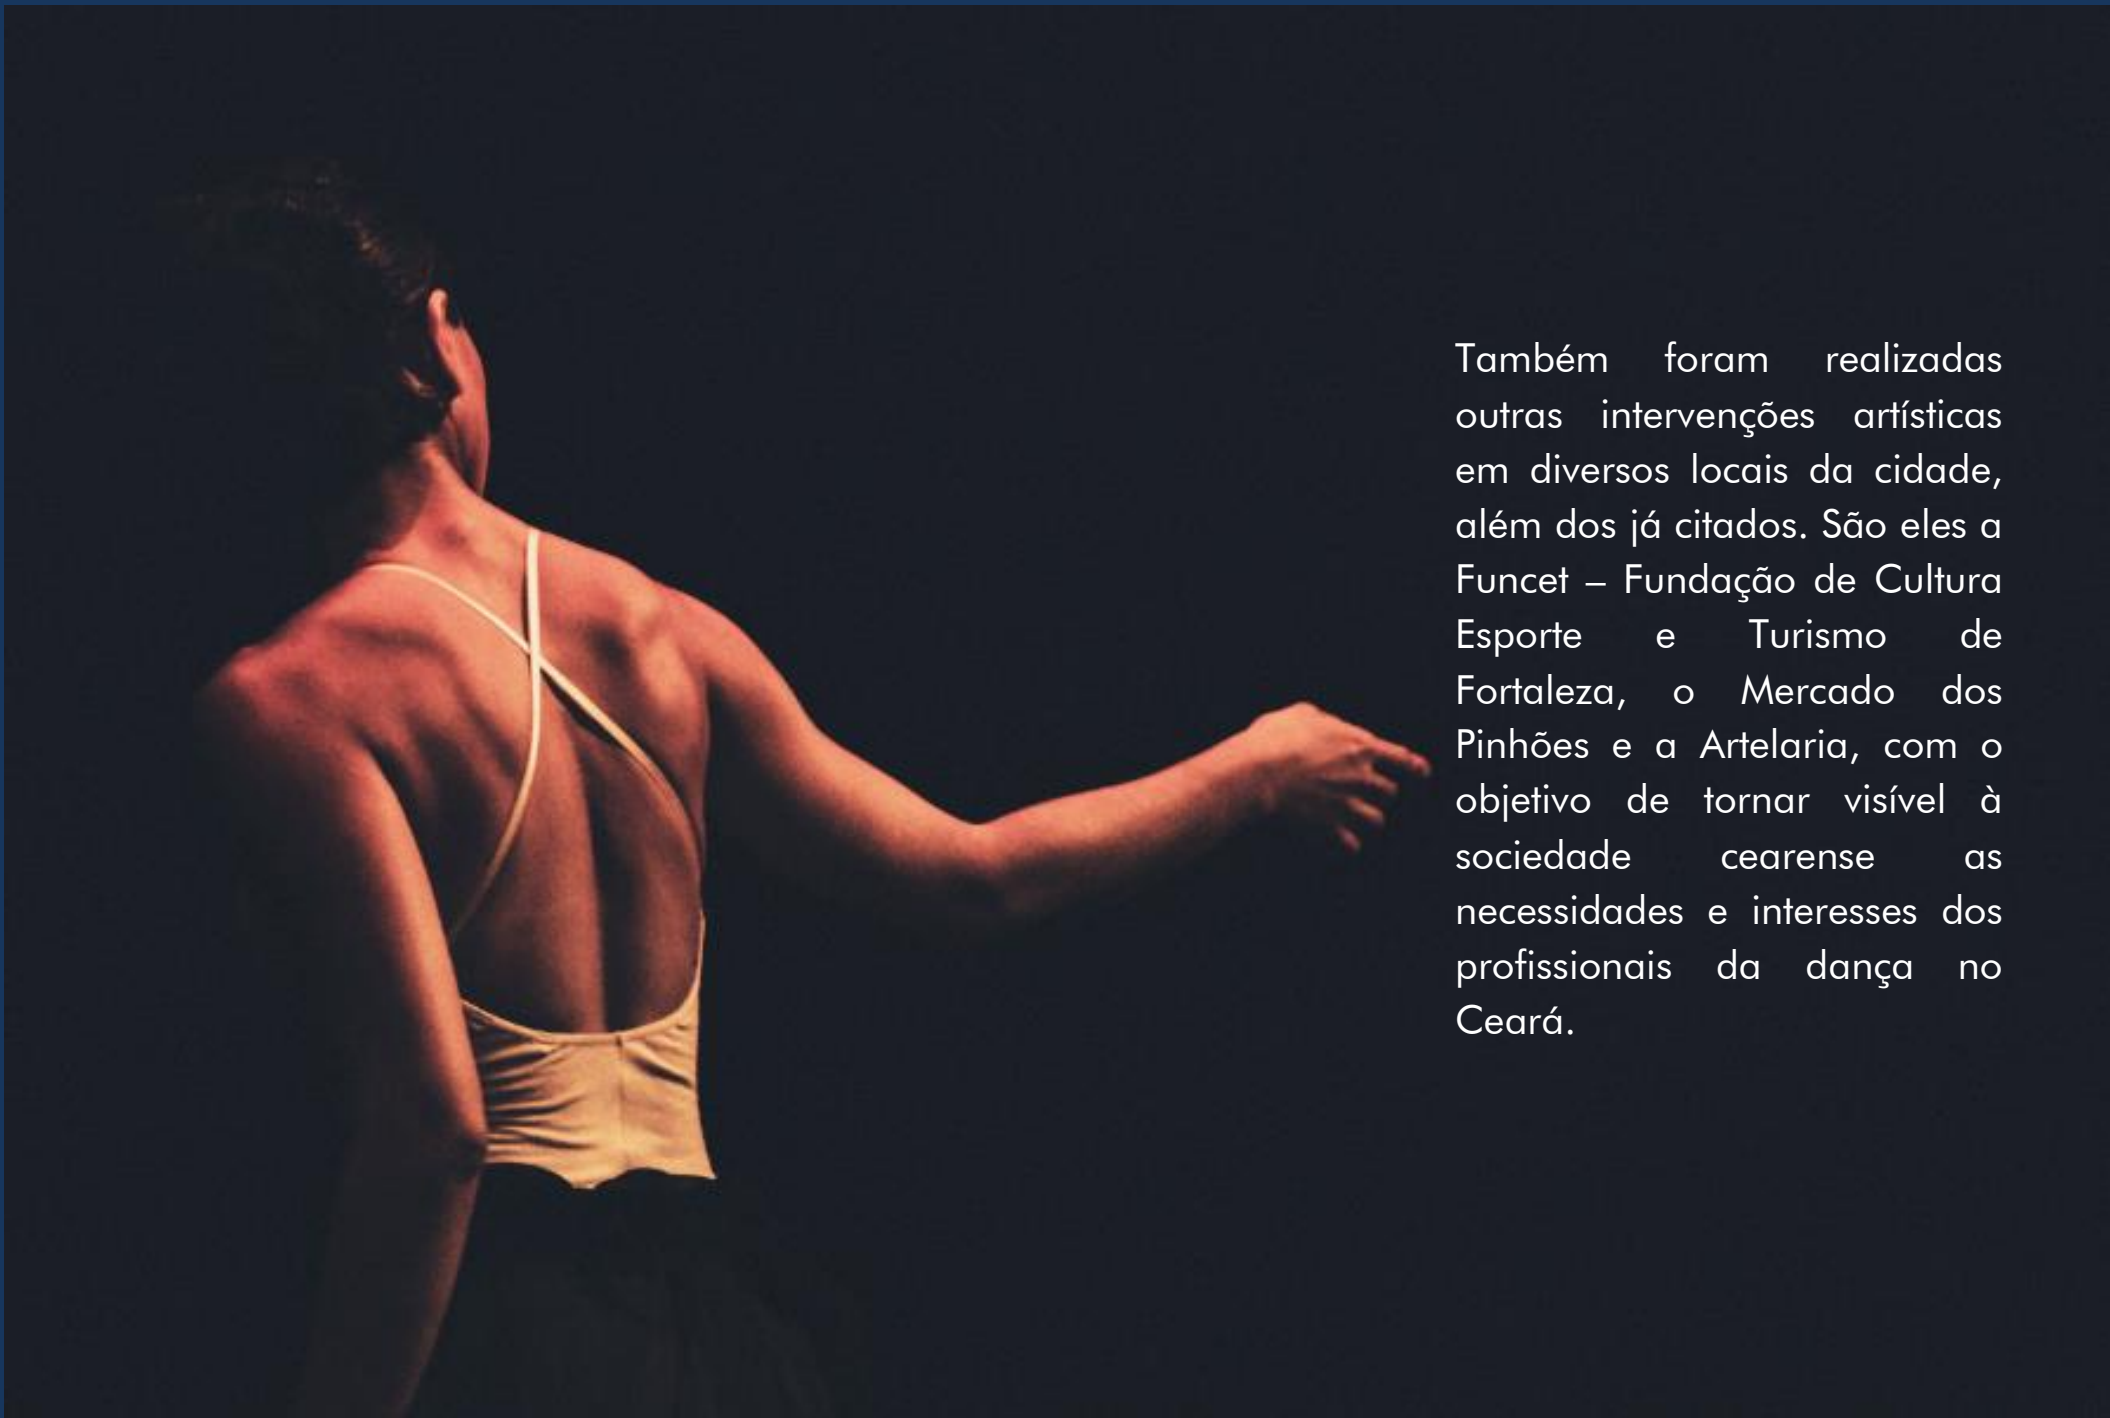 Também foram realizadas
outras intervenções artísticas
em diversos locais da cidade,
além dos já citados. São eles a
Funcet – Fundação de Cultura
Esporte e Turismo de
Fortaleza, o Mercado dos
Pinhões e a Artelaria, com o
objetivo de tornar visível à
sociedade cearense as
necessidades e interesses dos
profissionais da dança no
Ceará.